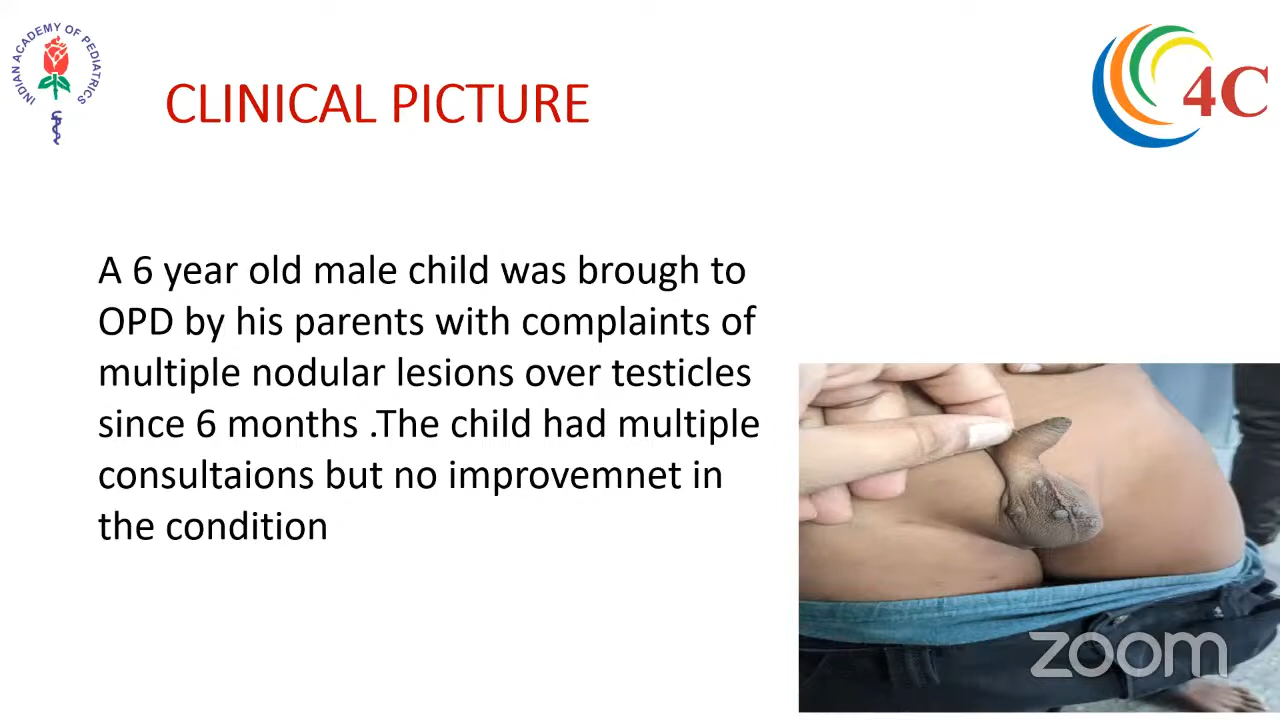 INDIAN ACADEMY OF PEDIATRICS
4C
CLINICAL PICTURE
A 6 year old male child was brough to
OPD by his parents with complaints of
multiple nodular lesions over testicles
since 6 months .The child had multiple
consultaions but no improvemnet in
the condition
zoom